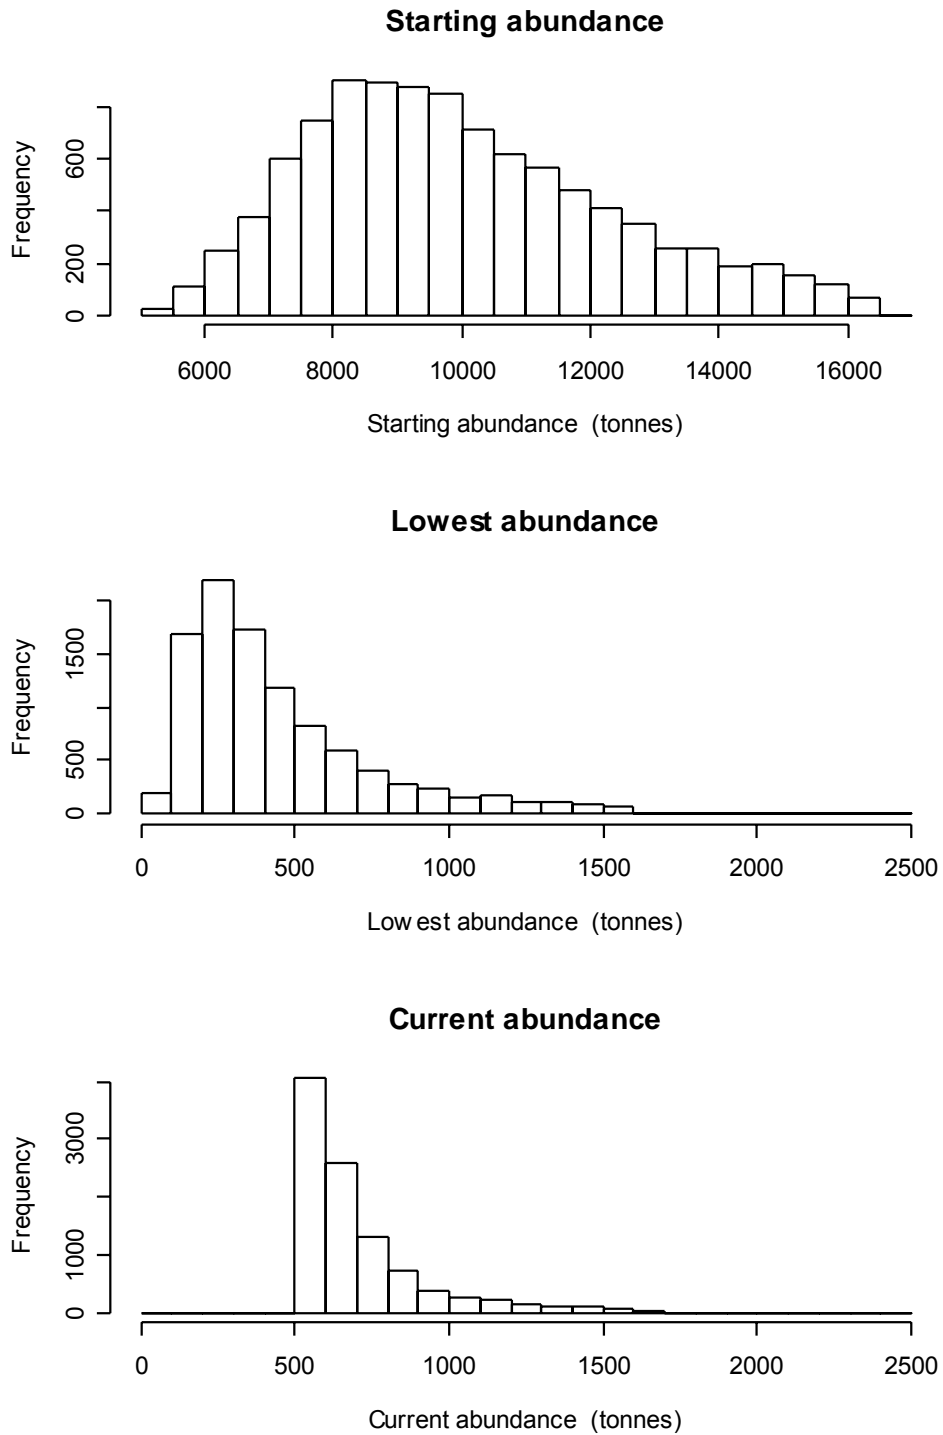 Starting abundance
Frequency
0 200 600
6000 8000 10000 12000 14000 16000
Starting abundance (tonnes)
Lowest abundance
Frequency
0 500 1500
0 500 1000 1500 2000 2500
Lowest abundance (tonnes)
Current abundance
Frequency
0 1000 3000
0 500 1000 1500 2000 2500
Current abundance (tonnes)